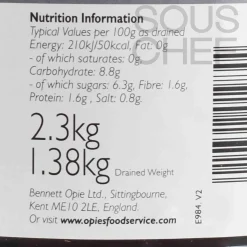 SOUS
CHEF
Nutrition Information
Typical Values per 100g as drained
Energy: 210kJ/50kcal, Fat: 0g
- of which saturates: 0g
Carbohydrate: 8.8g
- of which sugars: 6.3g, Fibre: 1.6g,
Protein: 1.6g , Salt: 0.8g.
2.3kg
1.38kg Drained Weight
Bennett Opie Ltd., Sittingbourne,
Kent ME10 2LE, England.
Or visit www.opiesfoodservice.com
E984 V2